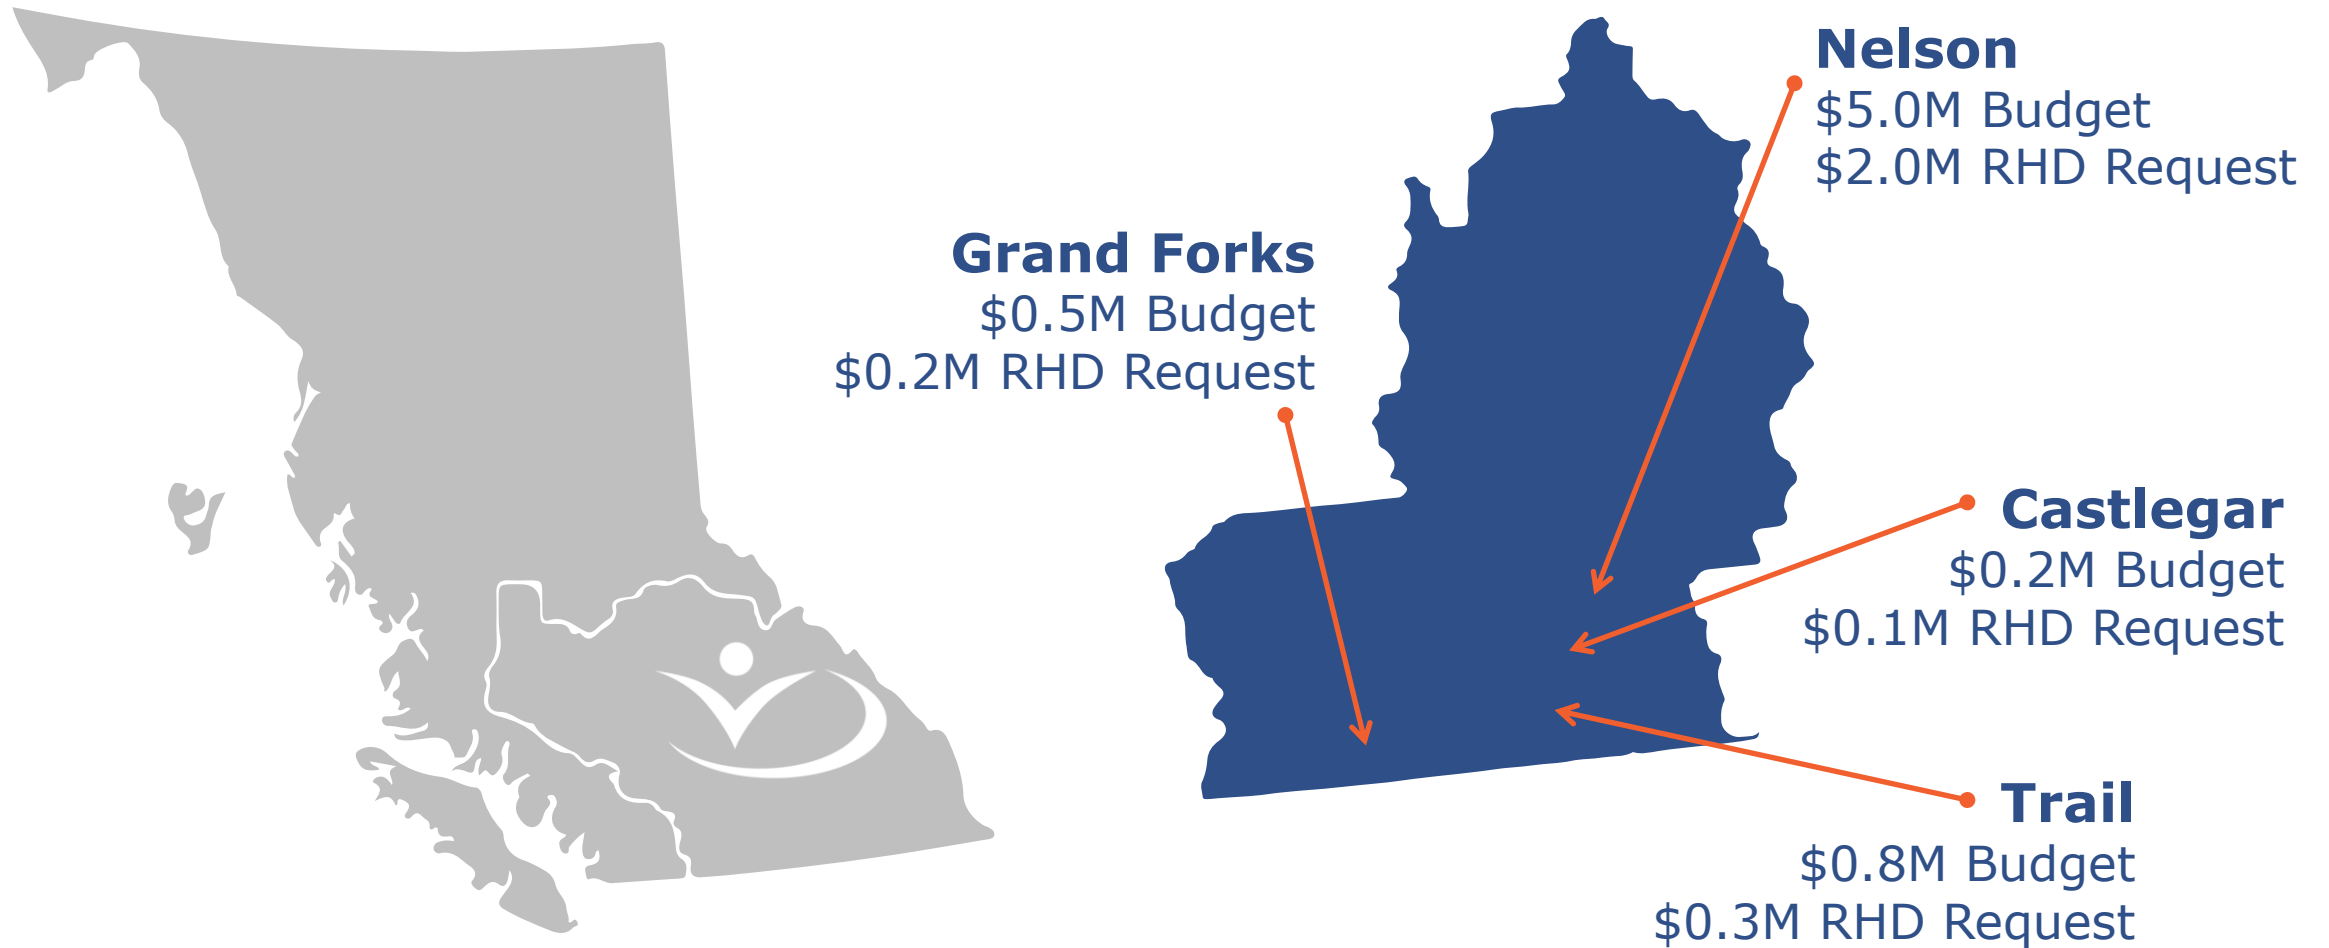 Nelson
$5.0M Budget
$2.0M RHD Request
Grand Forks
$0.5M Budget
$0.2M RHD Request
Castlegar
$0.2M Budget
$0.1M RHD Request
Trail
$0.8M Budget
$0.3M RHD Request